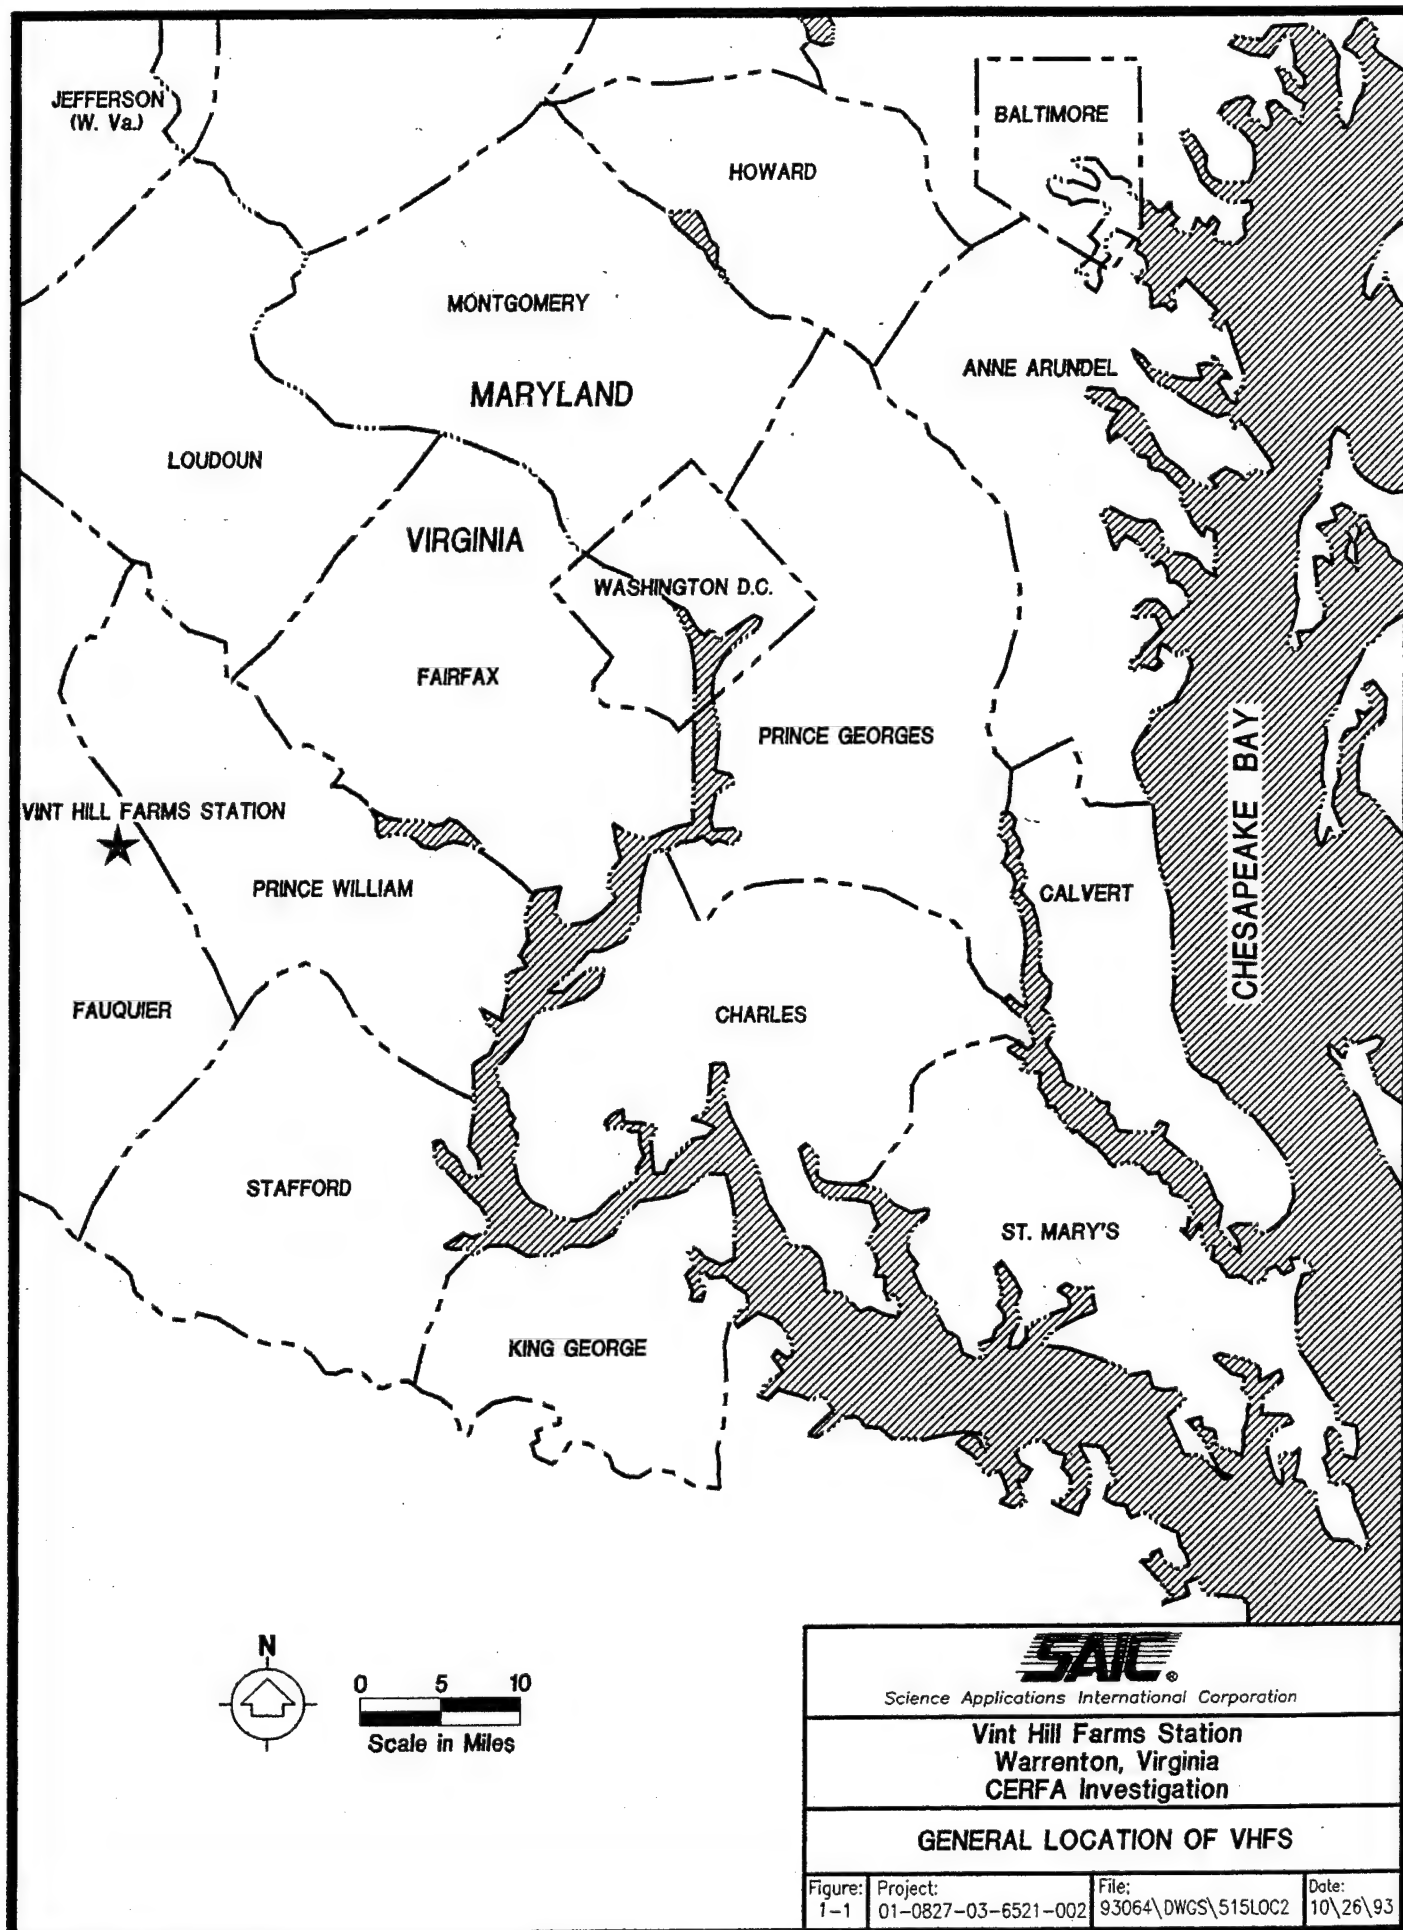 JEFFERSON
(W. Va.)
BALTIMORE
HOWARD
MONTGOMERY
ANNE ARUNDEL
MARYLAND
LOUDOUN
VIRGINIA
WASHINGTON D.C.
FAIRFAX
PRINCE GEORGES
CHESAPEAKE BAY
VINT HILL FARMS STATION
PRINCE WILLIAM
CALVERT
FAUQUIER
CHARLES
STAFFORD
ST. MARY'S
KING GEORGE
N
0 5 10
Scale in Miles
SAIC®
Science Applications International Corporation
Vint Hill Farms Station
Warrenton, Virginia
CERFA Investigation
GENERAL LOCATION OF VHFS
Figure: Project: File: Date:
1-1 01-0827-03-6521-002 93064\DWGS\515LOC2 10\26\93